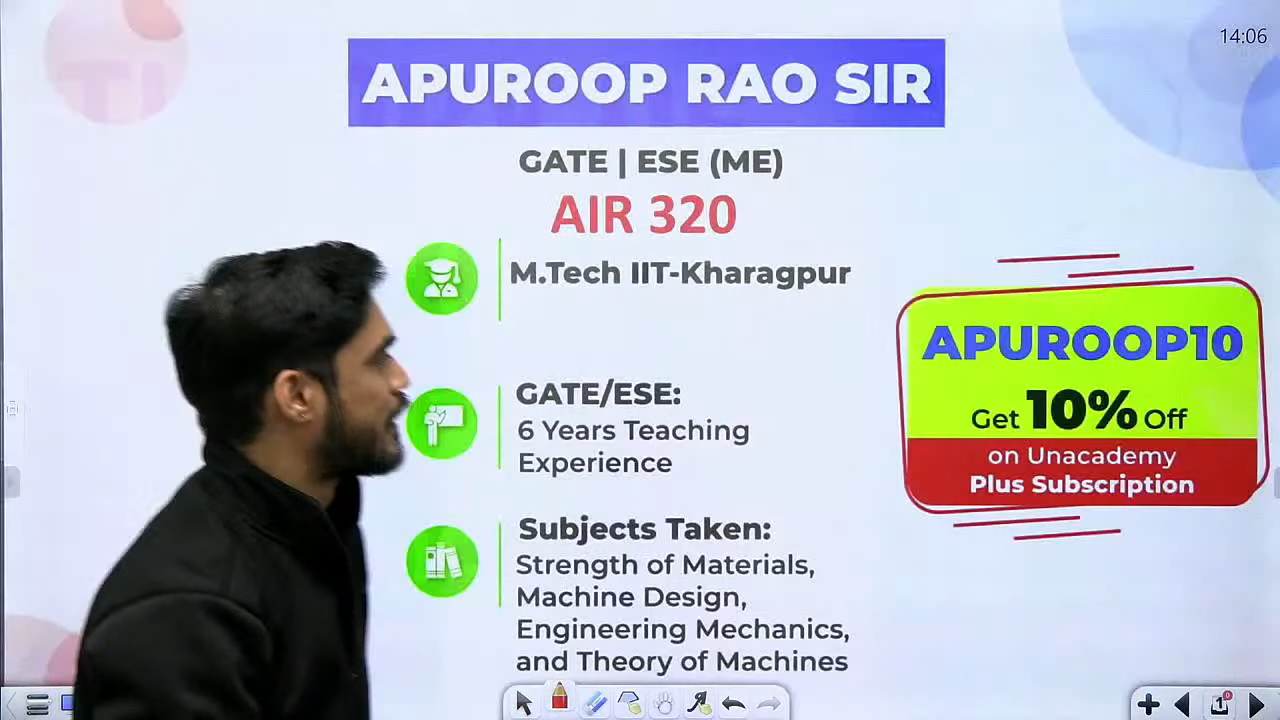 14:06
APUROOP RAO SIR
GATE | ESE (ME)
AIR 320
M.Tech IIT-Kharagpur
GATE/ESE:
6 Years Teaching
Experience
Subjects Taken:
Strength of Materials,
Machine Design,
Engineering Mechanics,
and Theory of Machines
APUROOP10
Get 10% Off
on Unacademy
Plus Subscription